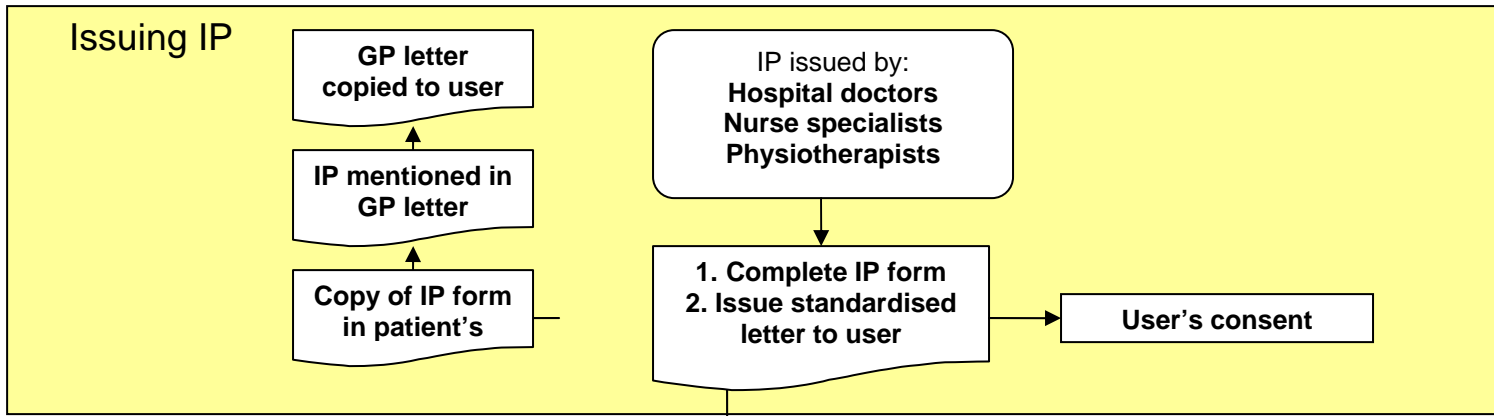 Issuing IP
GP letter
copied to user
IP mentioned in
GP letter
Copy of IP form
in patient’s
IP issued by:
Hospital doctors
Nurse specialists
Physiotherapists
1. Complete IP form
2. Issue standardised
letter to user
User’s consent